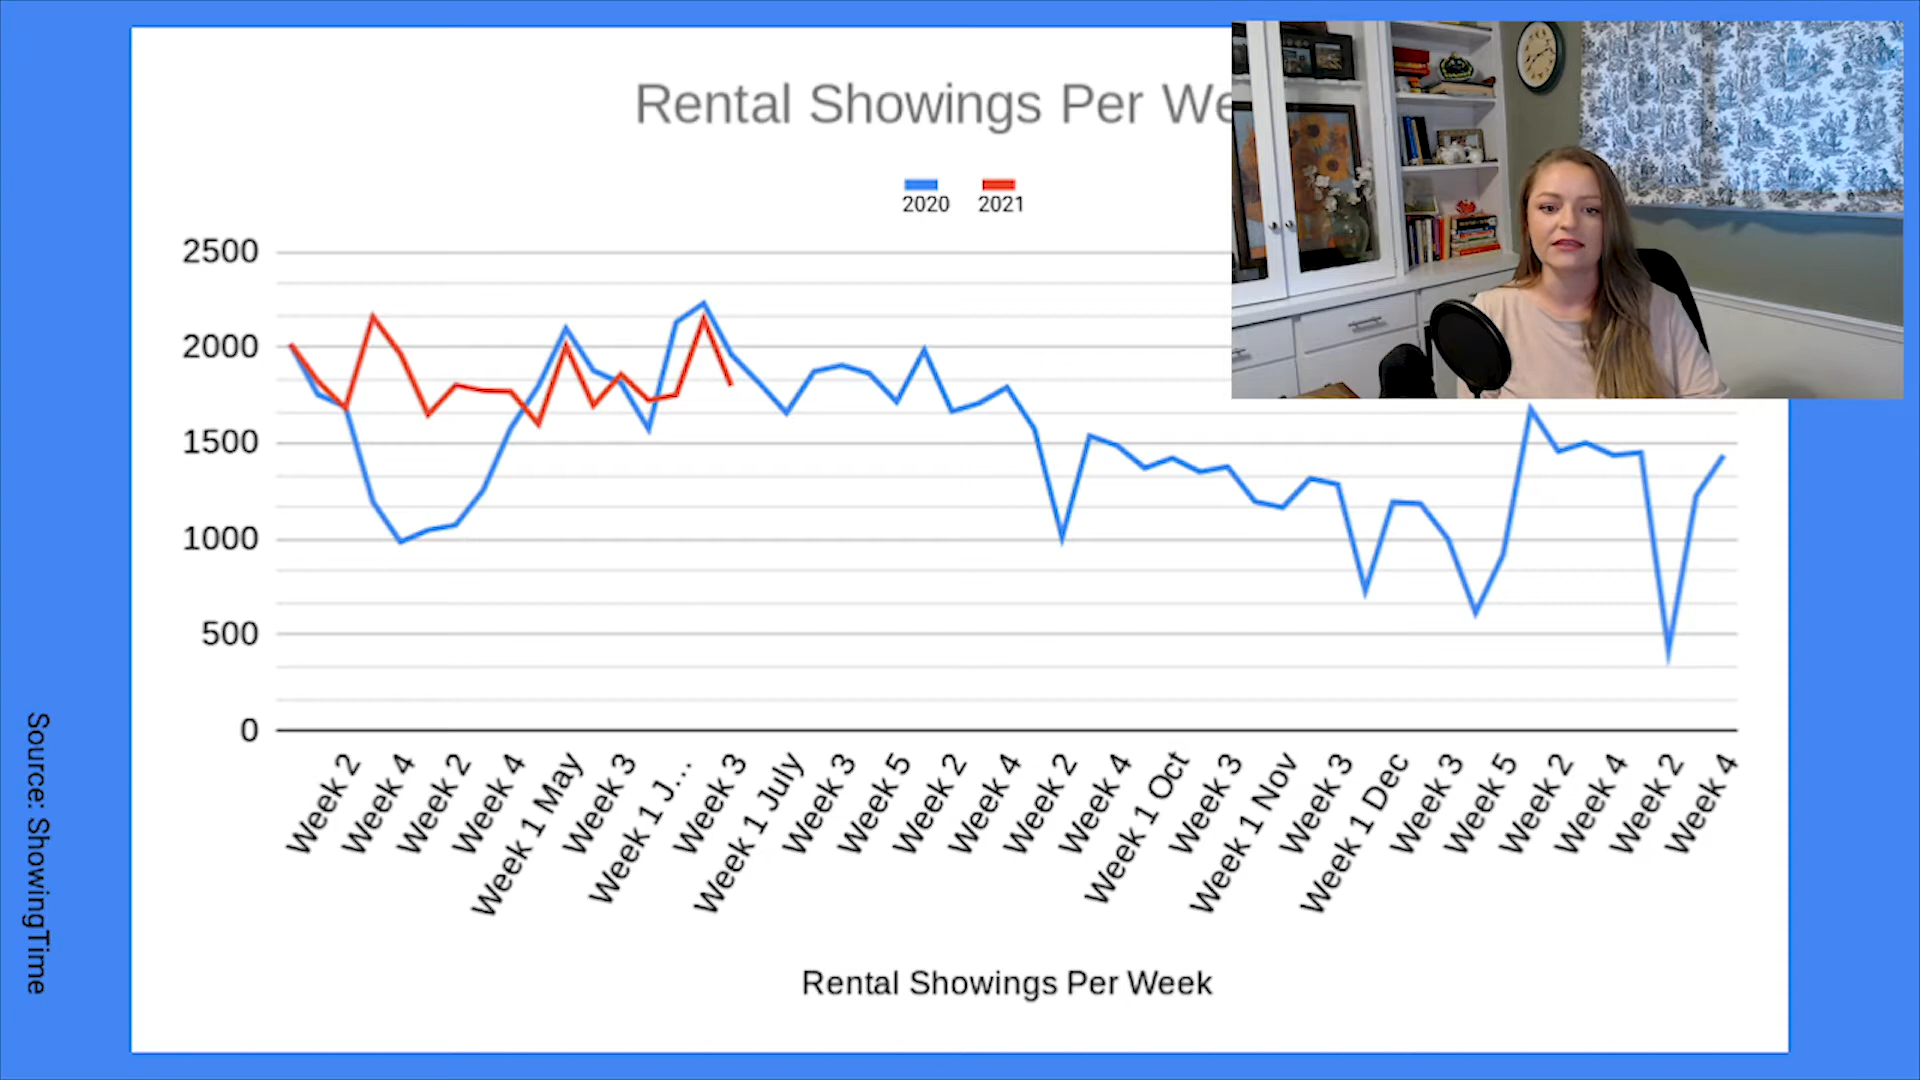 Rental Showings Per We
2020 2021
2500
2000
1500
1000
500
0
Week 2
Week 4
Week 2
Week 4
Week 1 May
Week 3
Week 1 J...
Week 3
Week 1 July
Week 3
Week 5
Week 2
Week 4
Week 2
Week 4
Week 1 Oct
Week 3
Week 1 Nov
Week 3
Week 1 Dec
Week 3
Week 5
Week 2
Week 4
Week 2
Week 4
Rental Showings Per Week
Source: ShowingTime